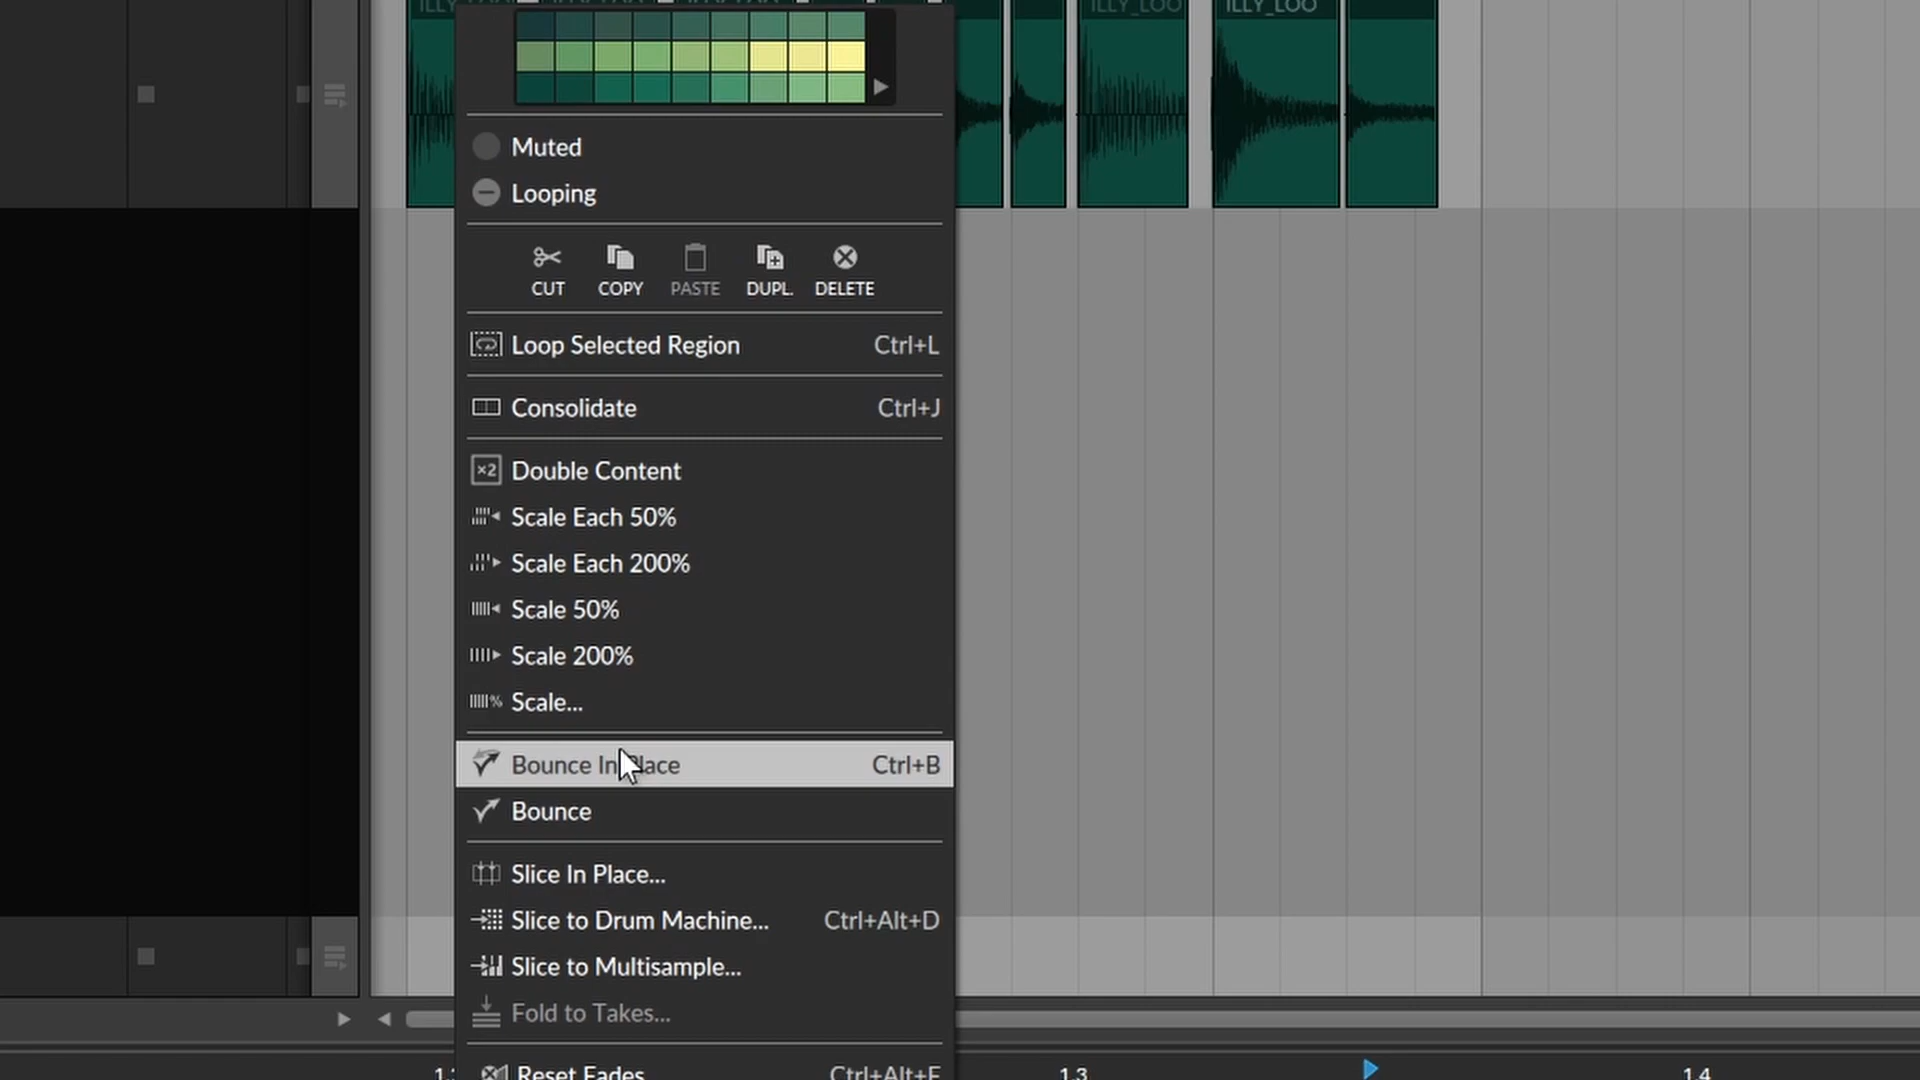 ILLY_LOO
ILLY_LOO
Muted
Looping
CUT COPY PASTE DUPL. DELETE
Loop Selected Region Ctrl+L
Consolidate Ctrl+J
Double Content
Scale Each 50%
Scale Each 200%
Scale 50%
Scale 200%
Scale...
Bounce In Place Ctrl+B
Bounce
Slice In Place...
Slice to Drum Machine... Ctrl+Alt+D
Slice to Multisample...
Fold to Takes...
Reset Fades Ctrl+Alt+F
1.3 1.4